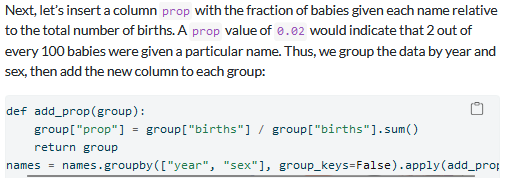 Next, let's insert a column prop with the fraction of babies given each name relative
to the total number of births. A prop value of 0.02 would indicate that 2 out of
every 100 babies were given a particular name. Thus, we group the data by year and
sex, then add the new column to each group:
def add_prop(group):
    group["prop"] = group["births"] / group["births"].sum()
    return group
names = names.groupby(["year", "sex"], group_keys=False).apply(add_prop